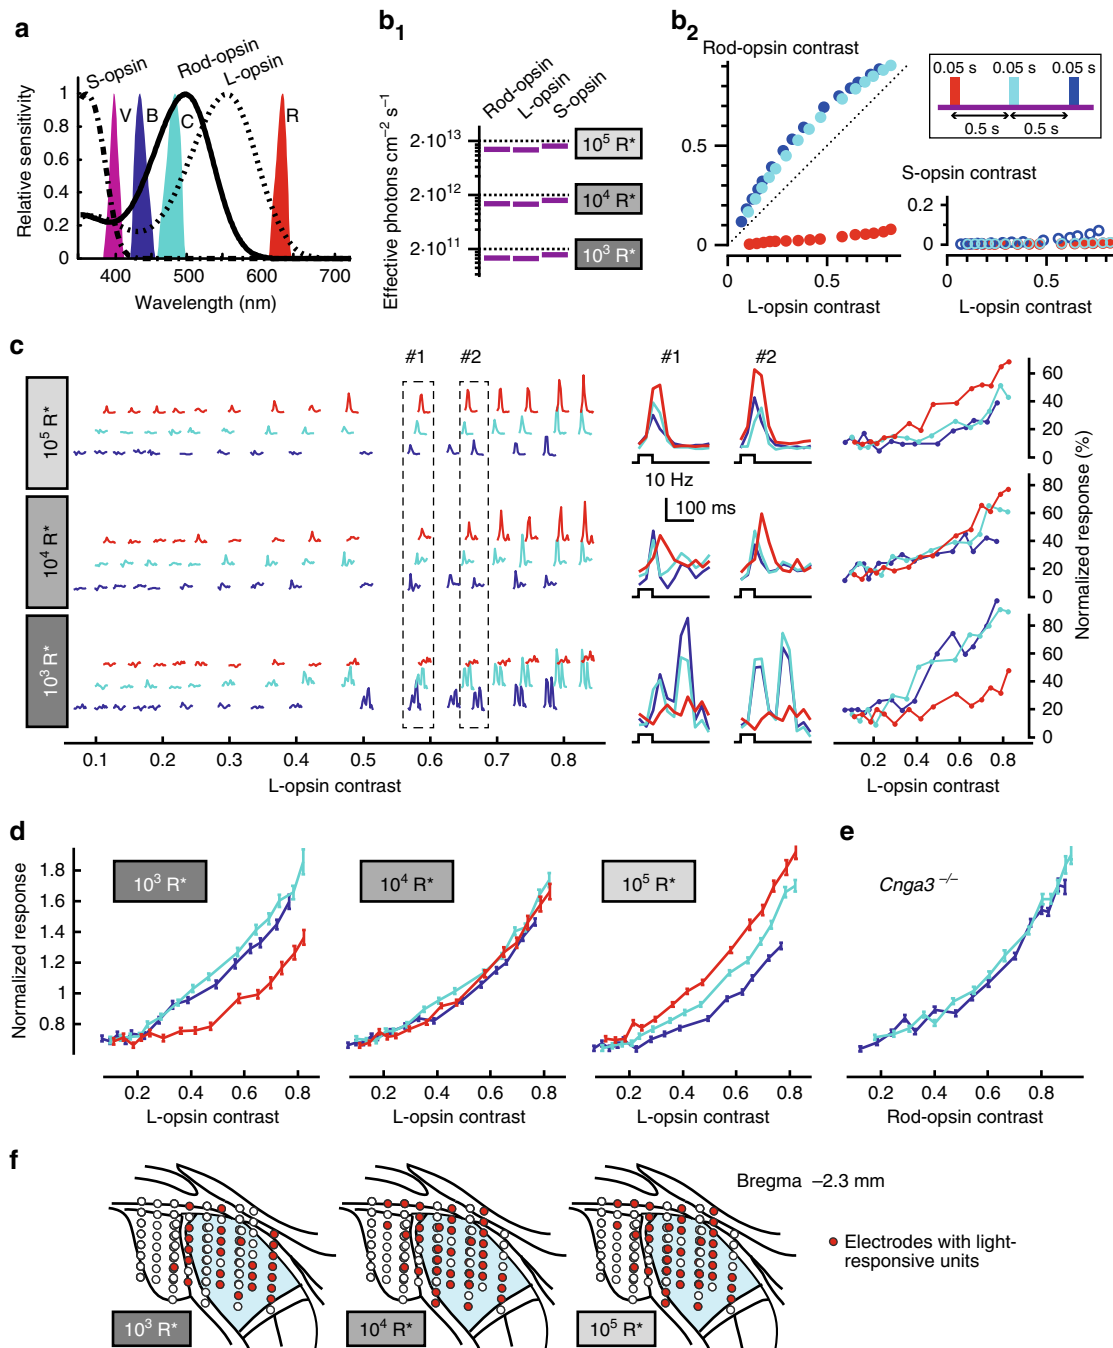 a
S-opsin
Rod-opsin
L-opsin
V
B
C
R
Relative sensitivity
1
0.8
0.6
0.4
0.2
0
400
500
600
700
Wavelength (nm)
b1
Rod-opsin
L-opsin
S-opsin
Effective photons cm⁻² s⁻¹
2·10¹³
2·10¹²
2·10¹¹
10⁵ R*
10⁴ R*
10³ R*
b2
Rod-opsin contrast
0.5
0
0
0.5
L-opsin contrast
0.05 s
0.05 s
0.05 s
0.5 s
0.5 s
S-opsin contrast
0.2
0
0
0.5
L-opsin contrast
c
#1
#2
#1
#2
10⁵ R*
10⁴ R*
10³ R*
10 Hz
100 ms
60
40
20
0
80
60
40
20
0
80
60
40
20
0
Normalized response (%)
0.1
0.2
0.3
0.4
0.5
0.6
0.7
0.8
L-opsin contrast
0.2
0.4
0.6
0.8
L-opsin contrast
d
Normalized response
1.8
1.4
1
0.8
10³ R*
10⁴ R*
10⁵ R*
0.2
0.4
0.6
0.8
L-opsin contrast
0.2
0.4
0.6
0.8
L-opsin contrast
0.2
0.4
0.6
0.8
L-opsin contrast
e
Cnga3 −/−
0.2
0.4
0.6
0.8
Rod-opsin contrast
f
10³ R*
10⁴ R*
10⁵ R*
Bregma –2.3 mm
Electrodes with light-
responsive units